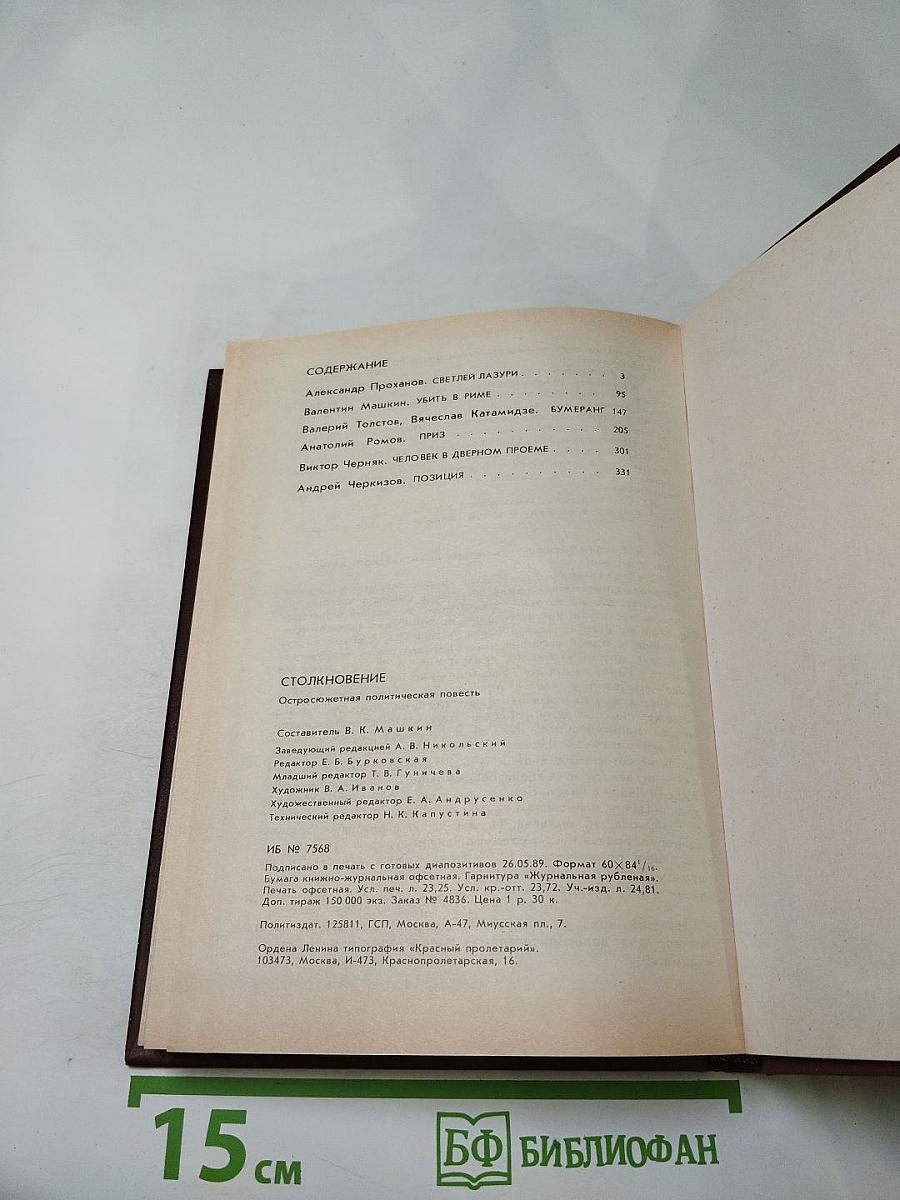 СОДЕРЖАНИЕ
Александр Проханов. СВЕТЛЕЙ ЛАЗУРИ . . . . . . . 3
Валентин Машкин. УБИТЬ В РИМЕ . . . . . . . . 95
Валерий Толстов, Вячеслав Катамидзе. БУМЕРАНГ 147
Анатолий Ромов. ПРИЗ . . . . . . . . . . . 205
Виктор Черняк. ЧЕЛОВЕК В ДВЕРНОМ ПРОЕМЕ . . . . 301
Андрей Черкизов. ПОЗИЦИЯ . . . . . . . . . . 331
СТОЛКНОВЕНИЕ
Остросюжетная политическая повесть
Составитель В. К. Машкин
Заведующий редакцией А. В. Никольский
Редактор Е. Б. Бурковская
Младший редактор Т. В. Гуничева
Художник В. А. Иванов
Художественный редактор Е. А. Андрусенко
Технический редактор Н. К. Капустина
ИБ № 7568
Подписано в печать с готовых диапозитивов 26.05.89. Формат 60×84¹/₁₆.
Бумага книжно-журнальная офсетная. Гарнитура «Журнальная рубленая».
Печать офсетная. Усл. печ. л. 23,25. Усл. кр.-отт. 23,72. Уч.-изд. л. 24,81.
Доп. тираж 150 000 экз. Заказ № 4836. Цена 1 р. 30 к.
Политиздат. 125811, ГСП, Москва, А-47, Миусская пл., 7.
Ордена Ленина типография «Красный пролетарий».
103473, Москва, И-473, Краснопролетарская, 16.
15 см
БФ БИБЛИОФАН